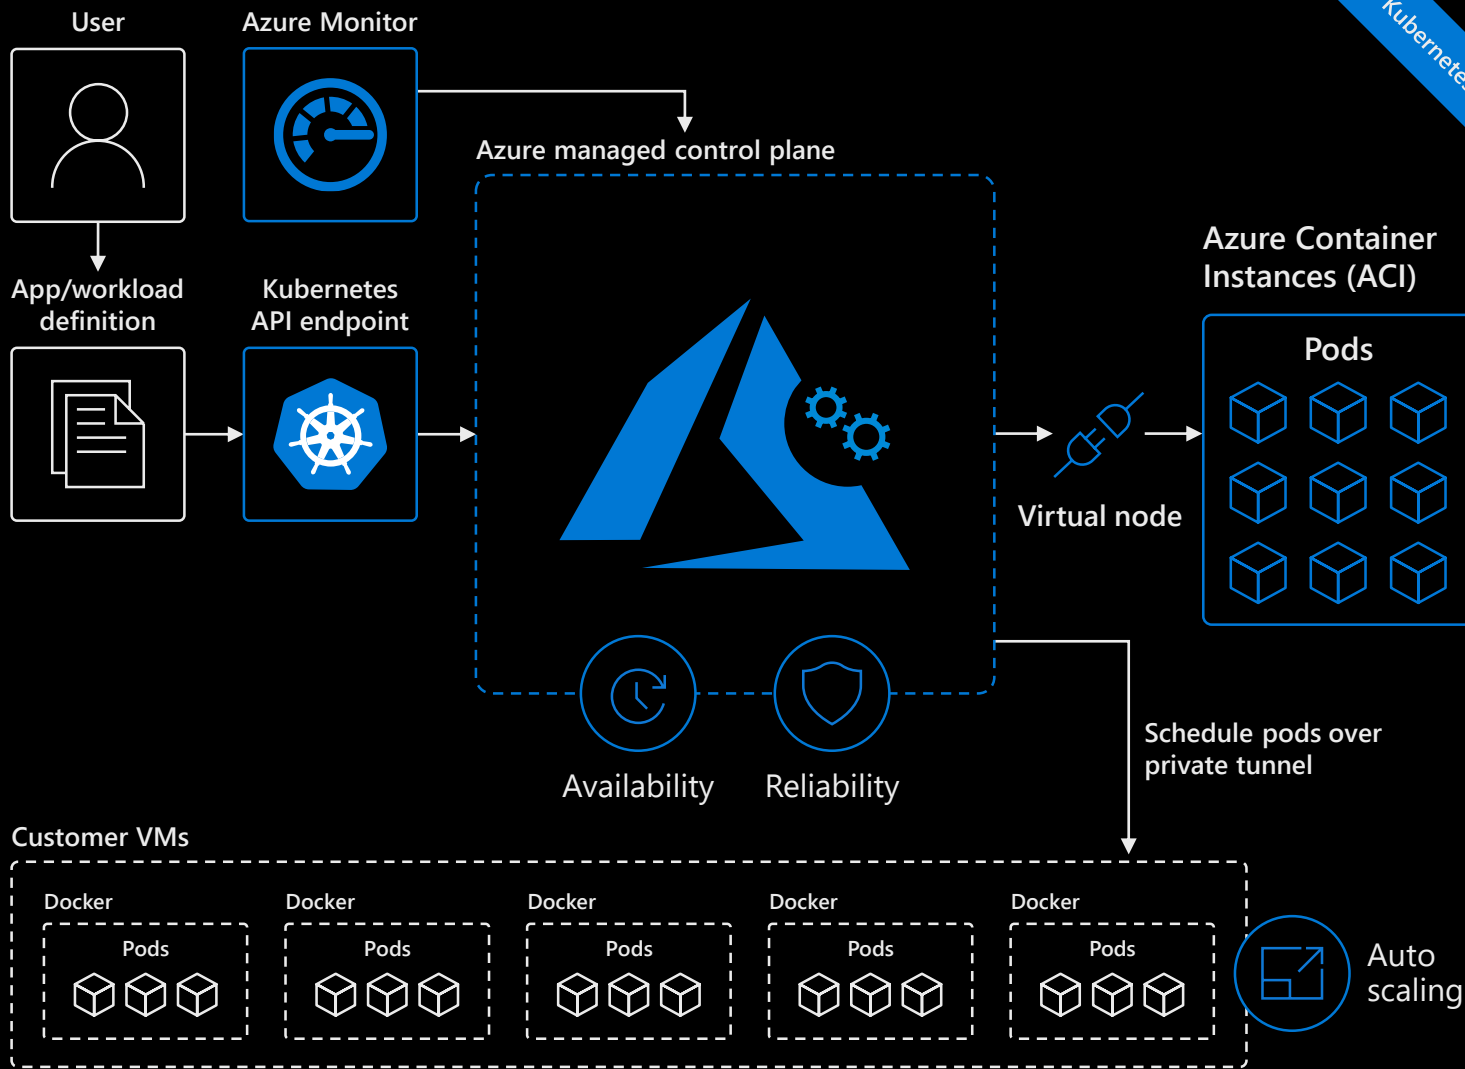 User
Azure Monitor
Kubernetes
Azure managed control plane
App/workload
definition
Kubernetes
API endpoint
Azure Container
Instances (ACI)
Pods
Virtual node
Availability
Reliability
Schedule pods over
private tunnel
Customer VMs
Docker
Docker
Docker
Docker
Docker
Pods
Pods
Pods
Pods
Pods
Auto
scaling